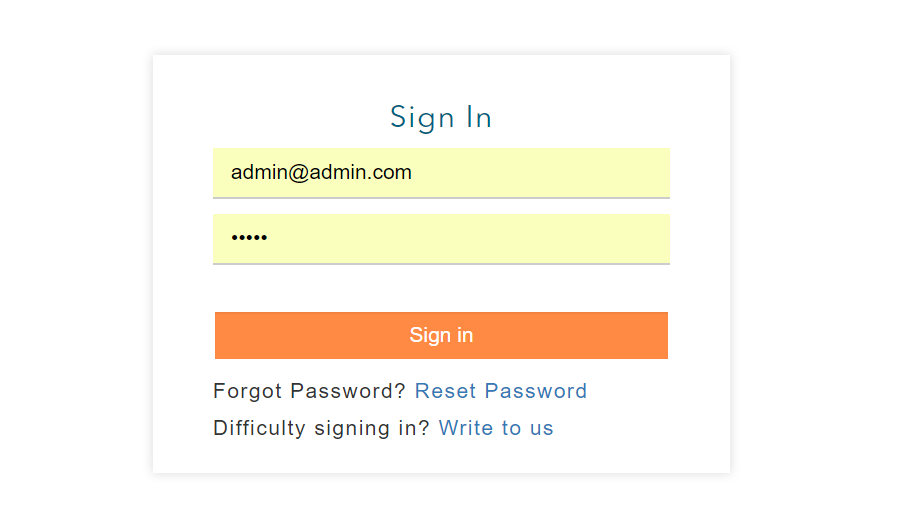 Sign In
admin@admin.com
•••••
Sign in
Forgot Password? Reset Password
Difficulty signing in? Write to us